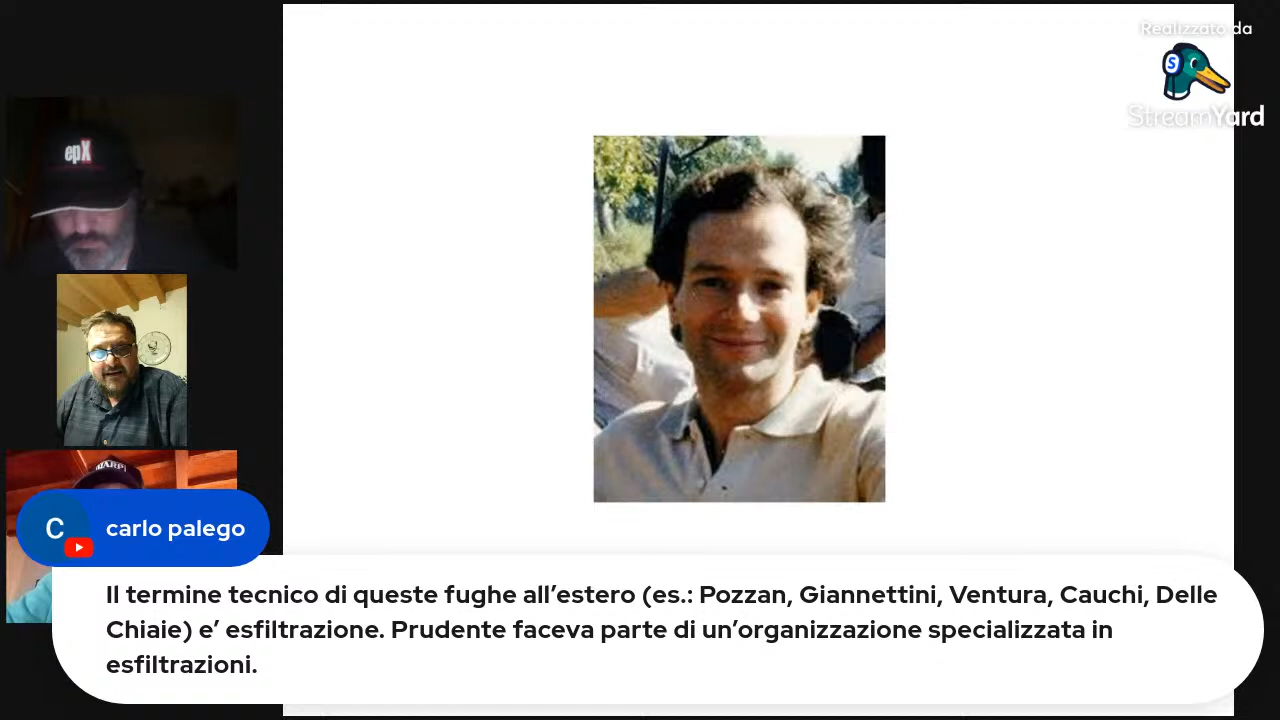 Realizzato da
S
StreamYard
epX
C
carlo palego
Il termine tecnico di queste fughe all’estero (es.: Pozzan, Giannettini, Ventura, Cauchi, Delle
Chiaie) e’ esfiltrazione. Prudente faceva parte di un’organizzazione specializzata in
esfiltrazioni.